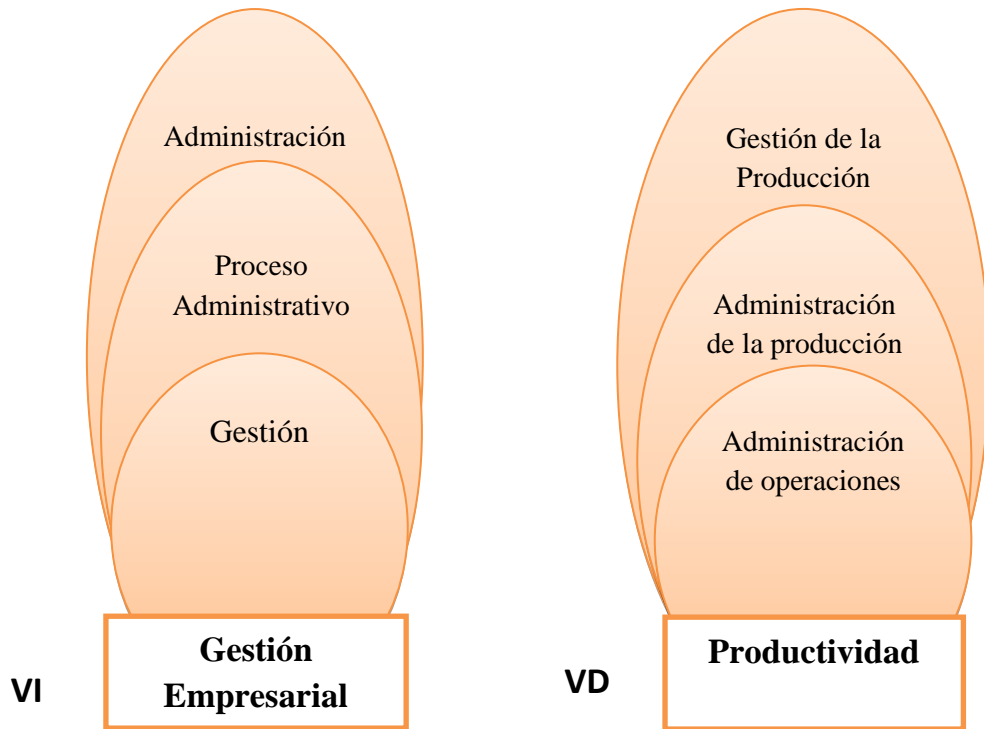 Administración
Proceso
Administrativo
Gestión
VI
Gestión
Empresarial
Gestión de la
Producción
Administración
de la producción
Administración
de operaciones
VD
Productividad